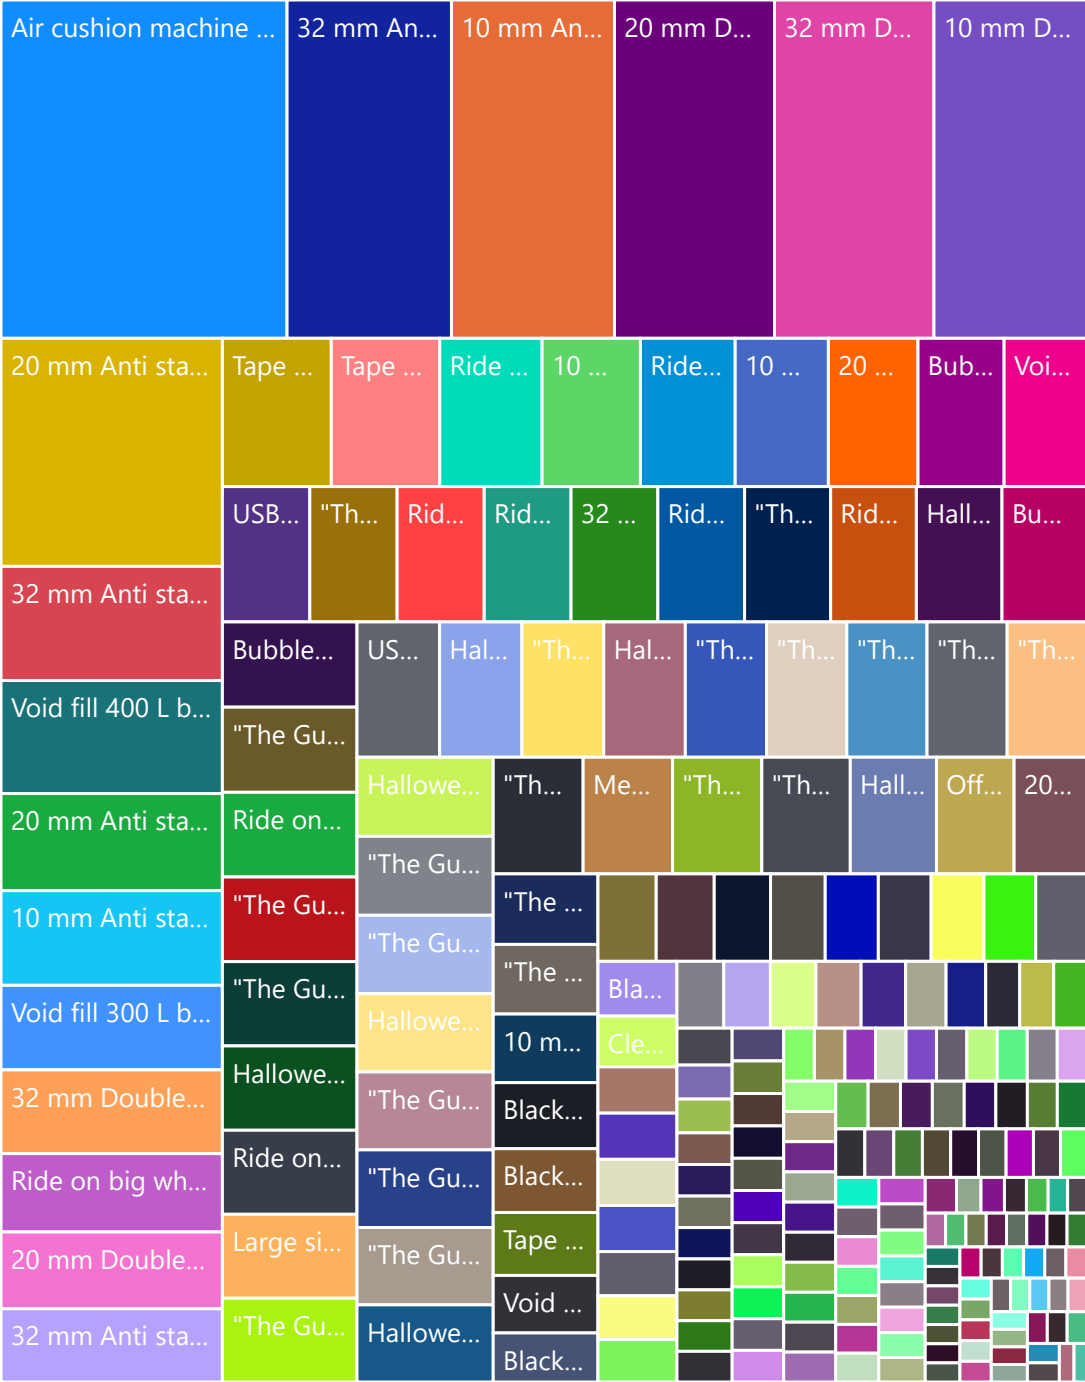 Air cushion machine ...
32 mm An...
10 mm An...
20 mm D...
32 mm D...
10 mm D...
20 mm Anti sta...
Tape ...
Tape ...
Ride ...
10 ...
Ride...
10 ...
20 ...
Bub...
Voi...
USB...
"Th...
Rid...
Rid...
32 ...
Rid...
"Th...
Rid...
Hall...
Bu...
32 mm Anti sta...
Bubble...
US...
Hal...
"Th...
Hal...
"Th...
"Th...
"Th...
"Th...
"Th...
Void fill 400 L b...
"The Gu...
Hallowe...
"Th...
Me...
"Th...
"Th...
Hall...
Off...
20...
20 mm Anti sta...
Ride on...
"The Gu...
"The ...
10 mm Anti sta...
"The Gu...
"The Gu...
"The ...
Bla...
Void fill 300 L b...
"The Gu...
Hallowe...
10 m...
Cle...
32 mm Double...
Hallowe...
"The Gu...
Black...
Ride on big wh...
Ride on...
"The Gu...
Black...
20 mm Double...
Large si...
"The Gu...
Tape ...
Void ...
32 mm Anti sta...
"The Gu...
Hallowe...
Black...